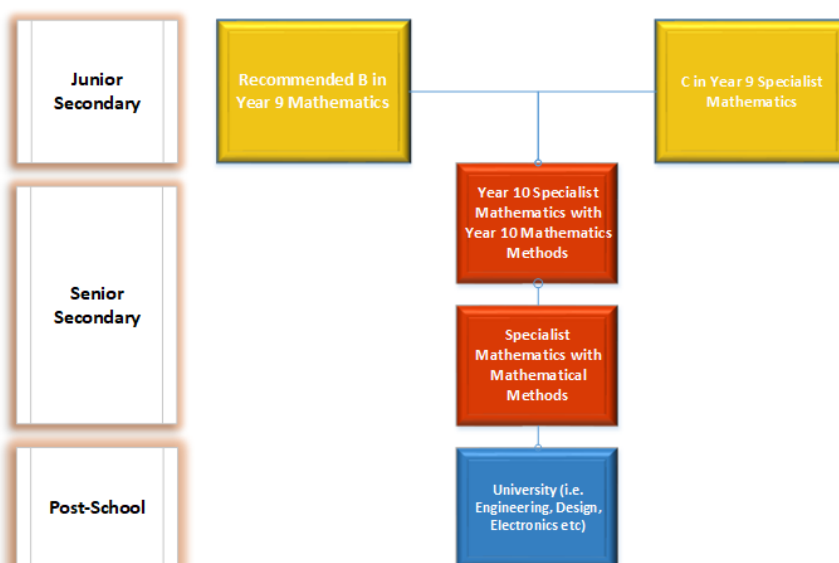 Junior
Secondary
Recommended B in
Year 9 Mathematics
C in Year 9 Specialist
Mathematics
Year 10 Specialist
Mathematics with
Year 10 Mathematics
Methods
Senior
Secondary
Specialist
Mathematics with
Mathematical
Methods
Post-School
University (i.e.
Engineering, Design,
Electronics etc)